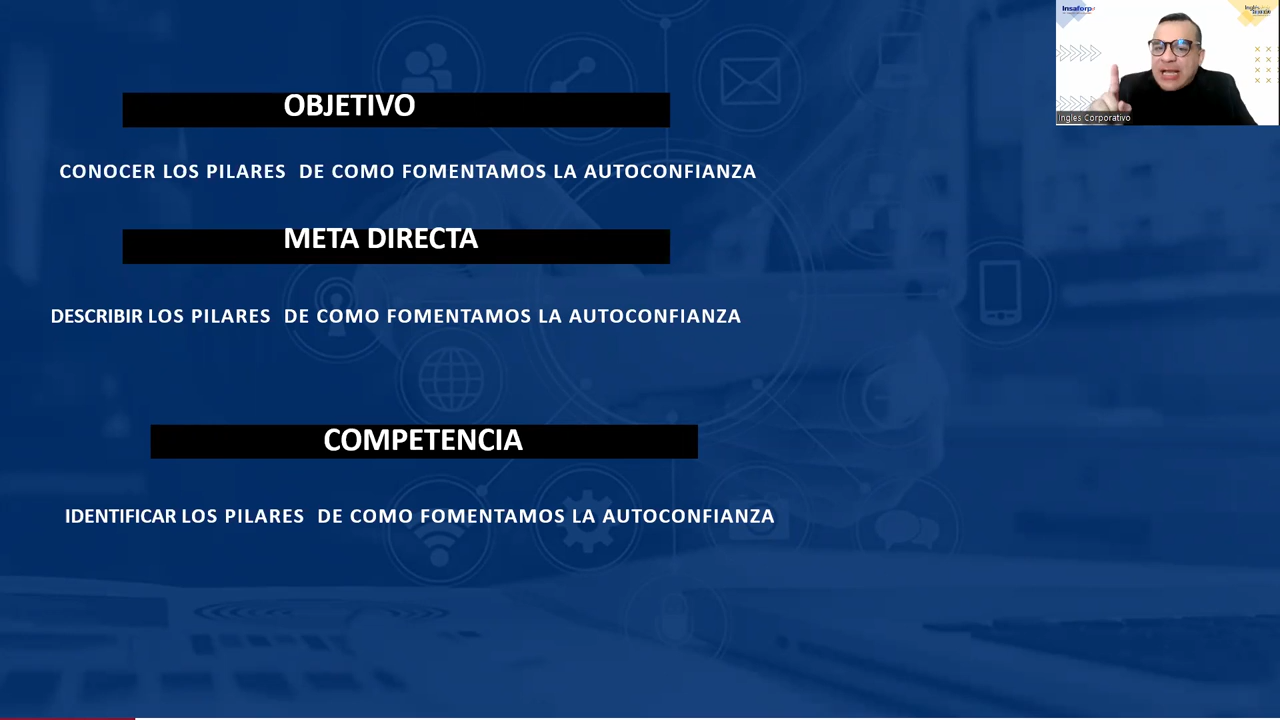 OBJETIVO
CONOCER LOS PILARES DE COMO FOMENTAMOS LA AUTOCONFIANZA
META DIRECTA
DESCRIBIR LOS PILARES DE COMO FOMENTAMOS LA AUTOCONFIANZA
COMPETENCIA
IDENTIFICAR LOS PILARES DE COMO FOMENTAMOS LA AUTOCONFIANZA
Insaforp
Ingles Corporativo